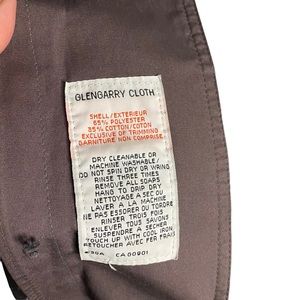 GLENGARRY CLOTH
SHELL/EXTERIEUR
65% POLYESTER
35% COTTON/COTON
EXCLUSIVE OF TRIMMING
GARNITURE NON COMPRISE
DRY CLEANABLE OR
MACHINE WASHABLE/
DO NOT SPIN DRY OR WRING
RINSE THREE TIMES
REMOVE ALL SOAPS
HANG TO DRIP DRY
NETTOYAGE A SEC OU
LAVER A LA MACHINE
NE PAS ESSORER OU TORDRE
RINSER TROIS FOIS
ENLEVER TOUS SAVONS
SUSPENDRE A SECHER
TOUCH UP WITH COOL IRON
RETOUCHER AVEC FER FRAIS
CA00901